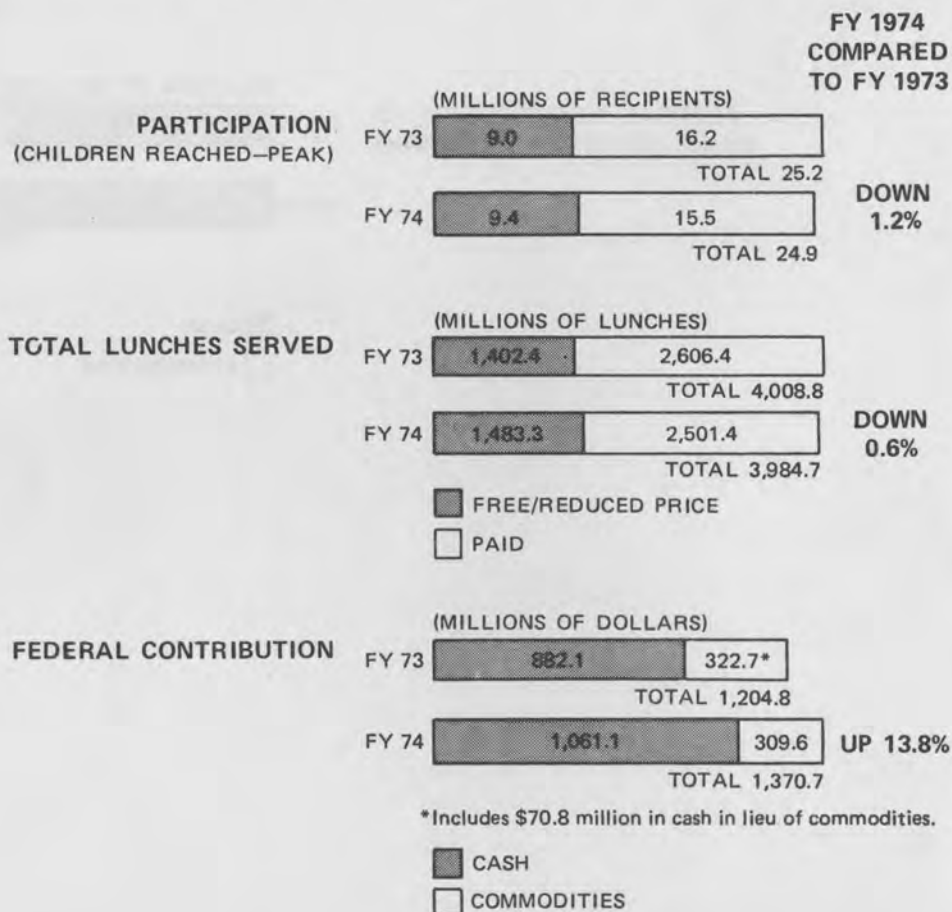 FY 1974
COMPARED
TO FY 1973
(MILLIONS OF RECIPIENTS)
PARTICIPATION
(CHILDREN REACHED—PEAK)
FY 73 9.0 16.2
TOTAL 25.2
FY 74 9.4 15.5
TOTAL 24.9
DOWN
1.2%
(MILLIONS OF LUNCHES)
TOTAL LUNCHES SERVED
FY 73 1,402.4 2,606.4
TOTAL 4,008.8
FY 74 1,483.3 2,501.4
TOTAL 3,984.7
DOWN
0.6%
FREE/REDUCED PRICE
PAID
(MILLIONS OF DOLLARS)
FEDERAL CONTRIBUTION
FY 73 882.1 322.7*
TOTAL 1,204.8
FY 74 1,061.1 309.6 UP 13.8%
TOTAL 1,370.7
*Includes $70.8 million in cash in lieu of commodities.
CASH
COMMODITIES